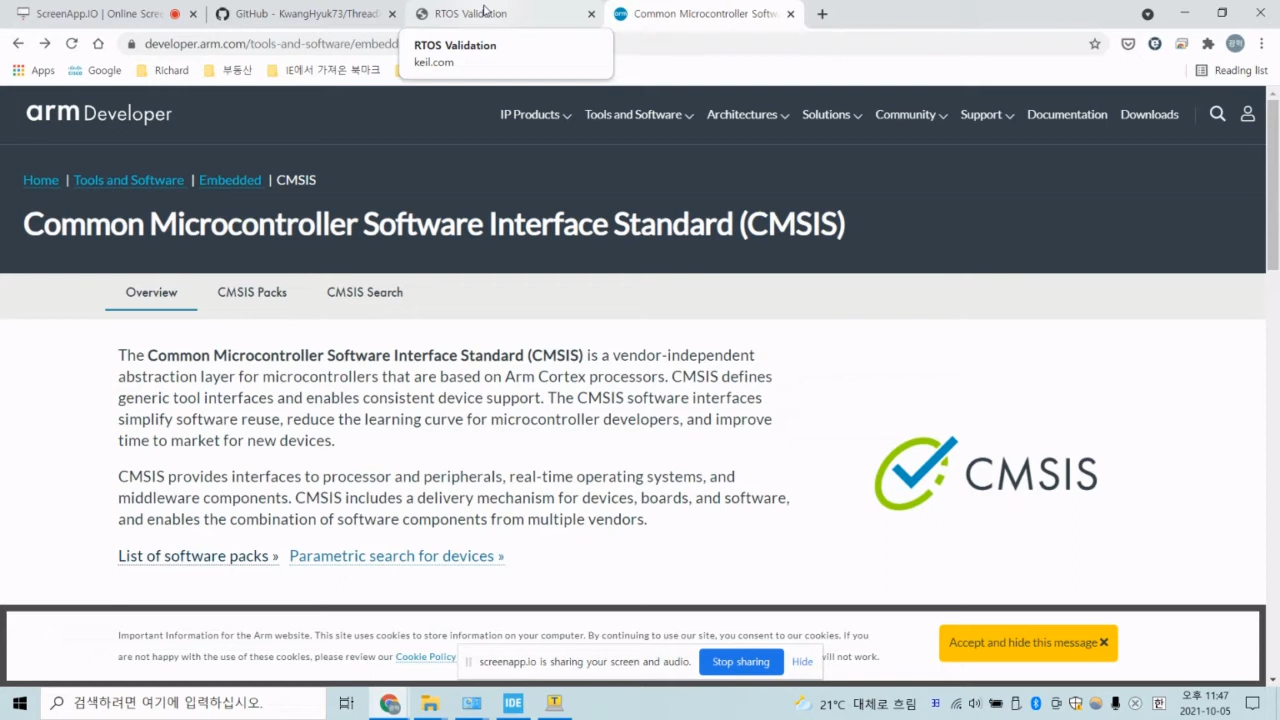 ScreenApp.IO | Online Scree
GitHub - KwangHyuk73/Thread
RTOS Validation
Common Microcontroller Softw
developer.arm.com/tools-and-software/embedd
RTOS Validation
keil.com
Apps
Google
Richard
부동산
IE에서 가져온 북마크
Reading list
arm Developer
IP Products
Tools and Software
Architectures
Solutions
Community
Support
Documentation
Downloads
Home | Tools and Software | Embedded | CMSIS
Common Microcontroller Software Interface Standard (CMSIS)
Overview
CMSIS Packs
CMSIS Search
The Common Microcontroller Software Interface Standard (CMSIS) is a vendor-independent
abstraction layer for microcontrollers that are based on Arm Cortex processors. CMSIS defines
generic tool interfaces and enables consistent device support. The CMSIS software interfaces
simplify software reuse, reduce the learning curve for microcontroller developers, and improve
time to market for new devices.
CMSIS provides interfaces to processor and peripherals, real-time operating systems, and
middleware components. CMSIS includes a delivery mechanism for devices, boards, and software,
and enables the combination of software components from multiple vendors.
List of software packs »
Parametric search for devices »
CMSIS
Important Information for the Arm website. This site uses cookies to store information on your computer. By continuing to use our site, you consent to our cookies. If you
are not happy with the use of these cookies, please review our Cookie Policy
will not work.
Accept and hide this message
screenapp.io is sharing your screen and audio.
Stop sharing
Hide
검색하려면 여기에 입력하십시오.
IDE
21°C 대체로 흐림
오후 11:47
2021-10-05